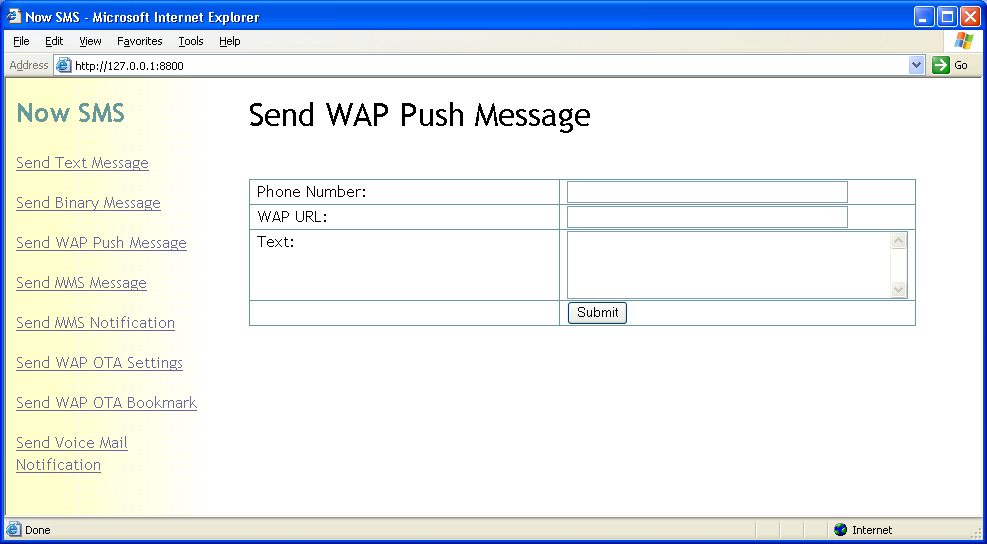 Now SMS - Microsoft Internet Explorer
File Edit View Favorites Tools Help
Address http://127.0.0.1:8800 Go
Now SMS
Send Text Message
Send Binary Message
Send WAP Push Message
Send MMS Message
Send MMS Notification
Send WAP OTA Settings
Send WAP OTA Bookmark
Send Voice Mail
Notification
Send WAP Push Message
Phone Number:
WAP URL:
Text:
Submit
Done Internet